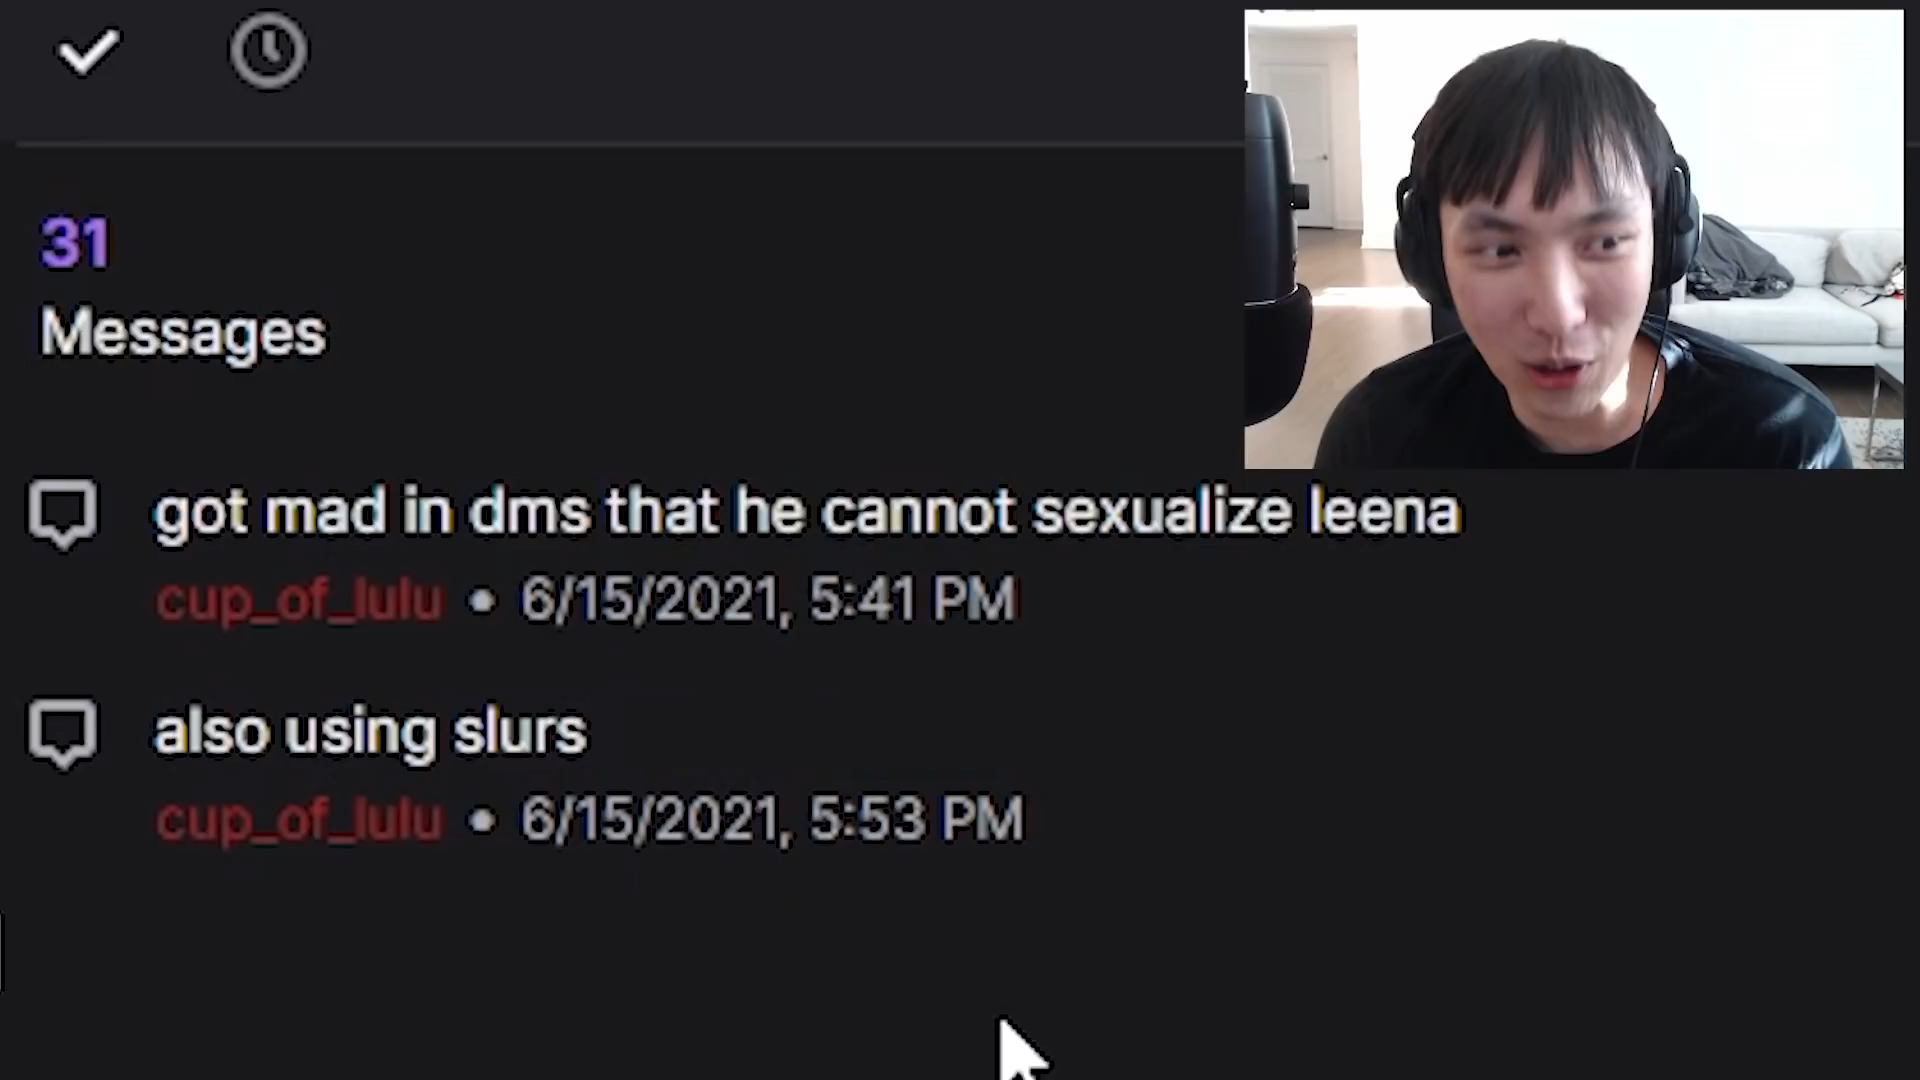 31
Messages
got mad in dms that he cannot sexualize leena
cup_of_lulu • 6/15/2021, 5:41 PM
also using slurs
cup_of_lulu • 6/15/2021, 5:53 PM